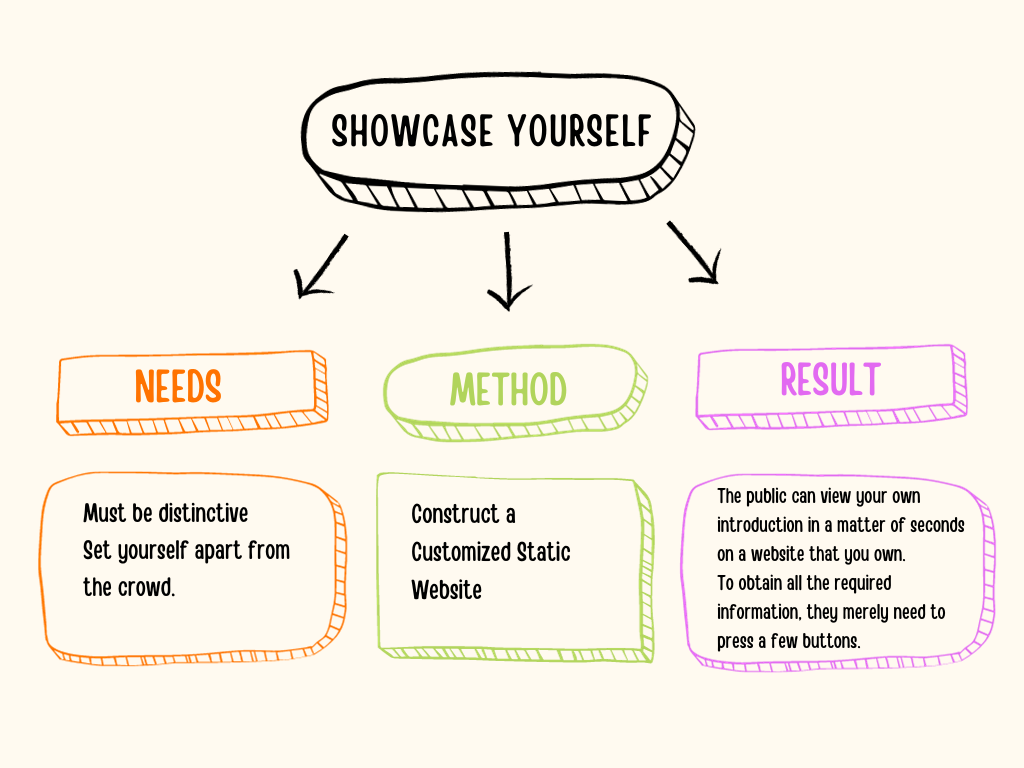 SHOWCASE YOURSELF
NEEDS
Must be distinctive
Set yourself apart from
the crowd.
METHOD
Construct a
Customized Static
Website
RESULT
The public can view your own
introduction in a matter of seconds
on a website that you own.
To obtain all the required
information, they merely need to
press a few buttons.